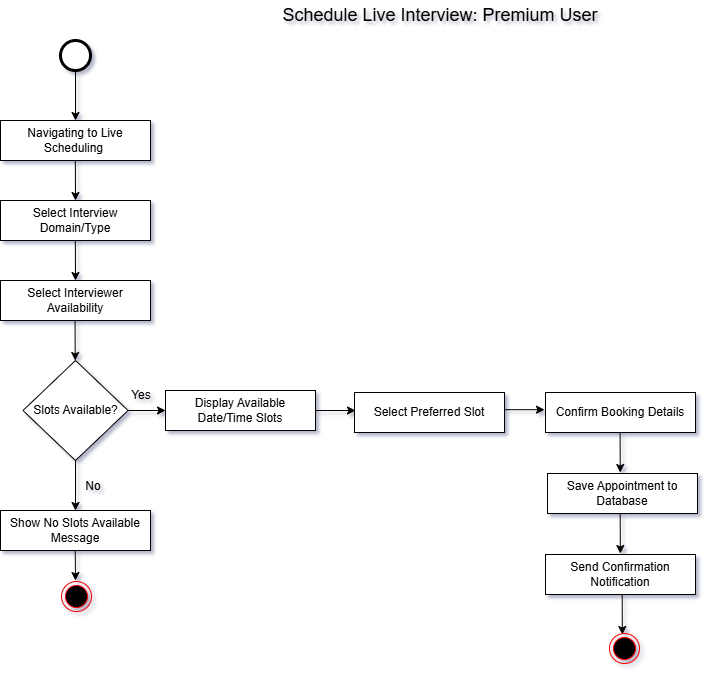 Schedule Live Interview: Premium User
Navigating to Live
Scheduling
Select Interview
Domain/Type
Select Interviewer
Availability
Slots Available?
Yes
Display Available
Date/Time Slots
Select Preferred Slot
Confirm Booking Details
No
Save Appointment to
Database
Show No Slots Available
Message
Send Confirmation
Notification